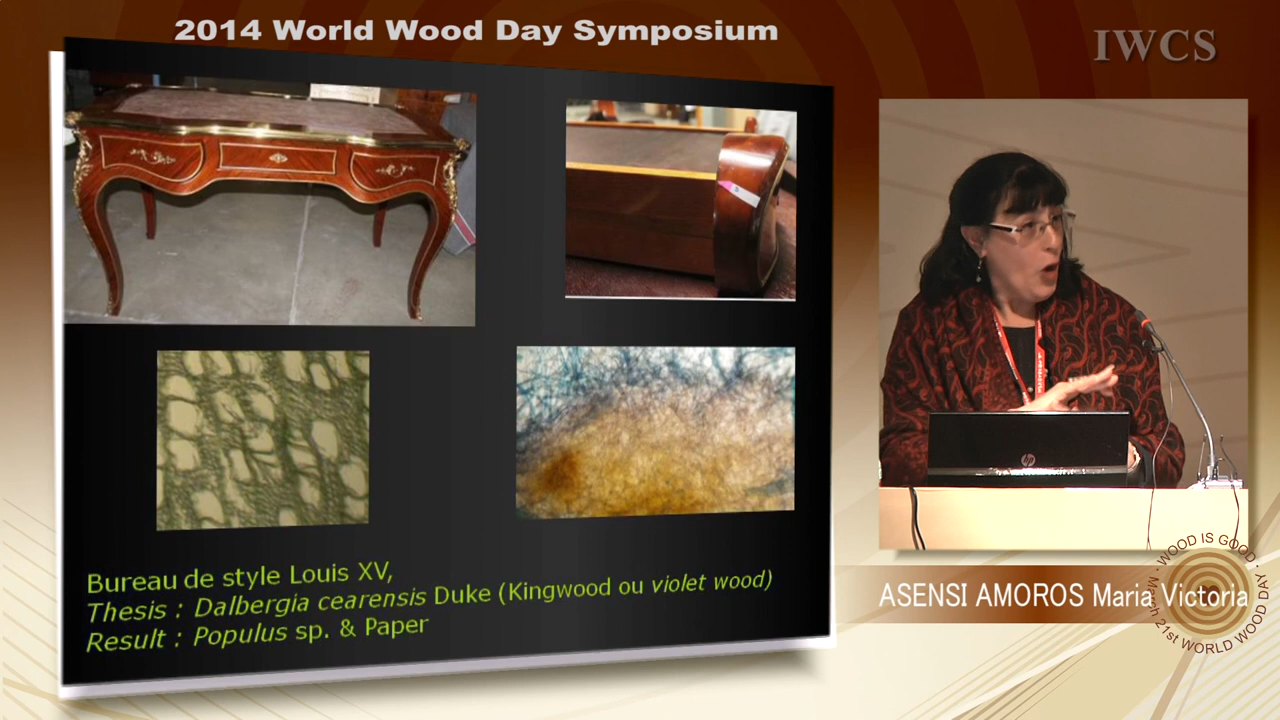 2014 World Wood Day Symposium
IWCS
Bureau de style Louis XV,
Thesis : Dalbergia cearensis Duke (Kingwood ou violet wood)
Result : Populus sp. & Paper
hp
ASENSI AMOROS Maria Victoria
WOOD IS GOOD · March 21st WORLD WOOD DAY ·